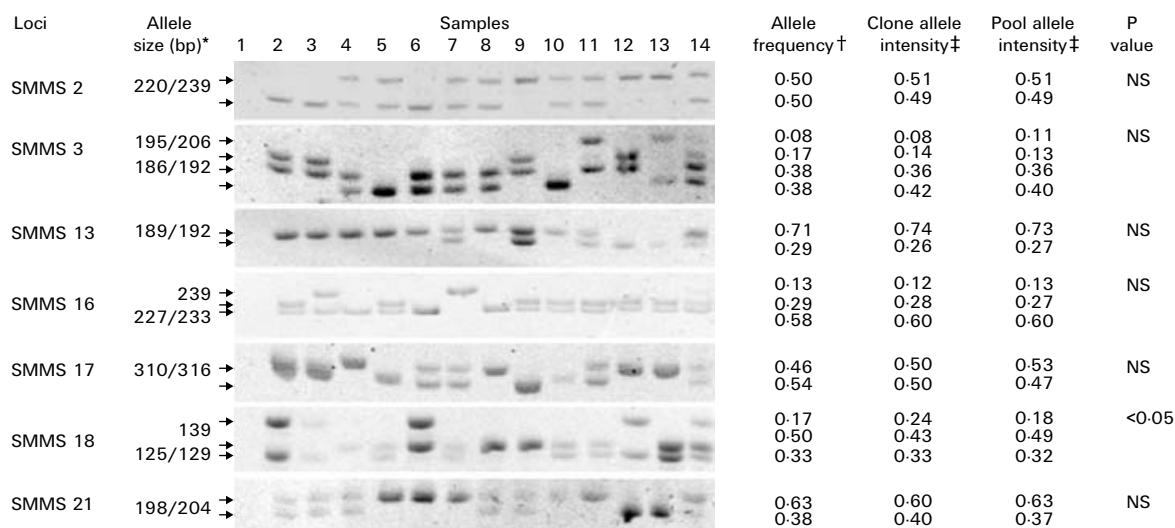 Loci Allele size (bp)* Samples Allele frequency† Clone allele intensity‡ Pool allele intensity‡ P value
1 2 3 4 5 6 7 8 9 10 11 12 13 14
SMMS 2 220/239 0·50 0·51 0·51 NS
0·50 0·49 0·49
SMMS 3 195/206 0·08 0·08 0·11 NS
186/192 0·17 0·14 0·13
0·38 0·36 0·36
0·38 0·42 0·40
SMMS 13 189/192 0·71 0·74 0·73 NS
0·29 0·26 0·27
SMMS 16 239 0·13 0·12 0·13 NS
227/233 0·29 0·28 0·27
0·58 0·60 0·60
SMMS 17 310/316 0·46 0·50 0·53 NS
0·54 0·50 0·47
SMMS 18 139 0·17 0·24 0·18 <0·05
125/129 0·50 0·43 0·49
0·33 0·33 0·32
SMMS 21 198/204 0·63 0·60 0·63 NS
0·38 0·40 0·37